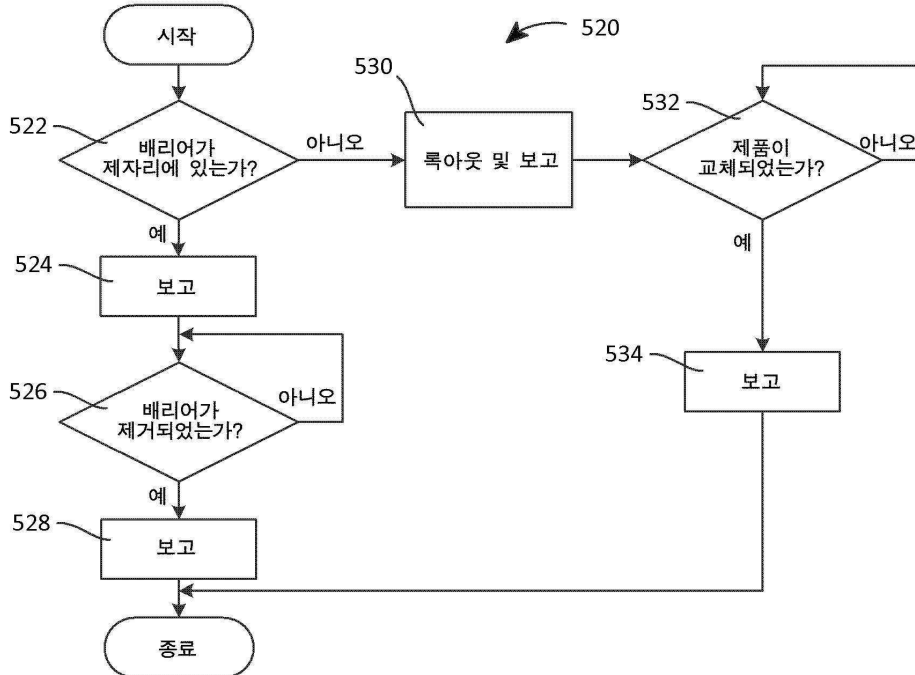 시작
520
530
532
522
배리어가
제자리에 있는가?
아니오
록아웃 및 보고
제품이
교체되었는가?
아니오
예
예
524
보고
534
보고
526
배리어가
제거되었는가?
아니오
예
528
보고
종료